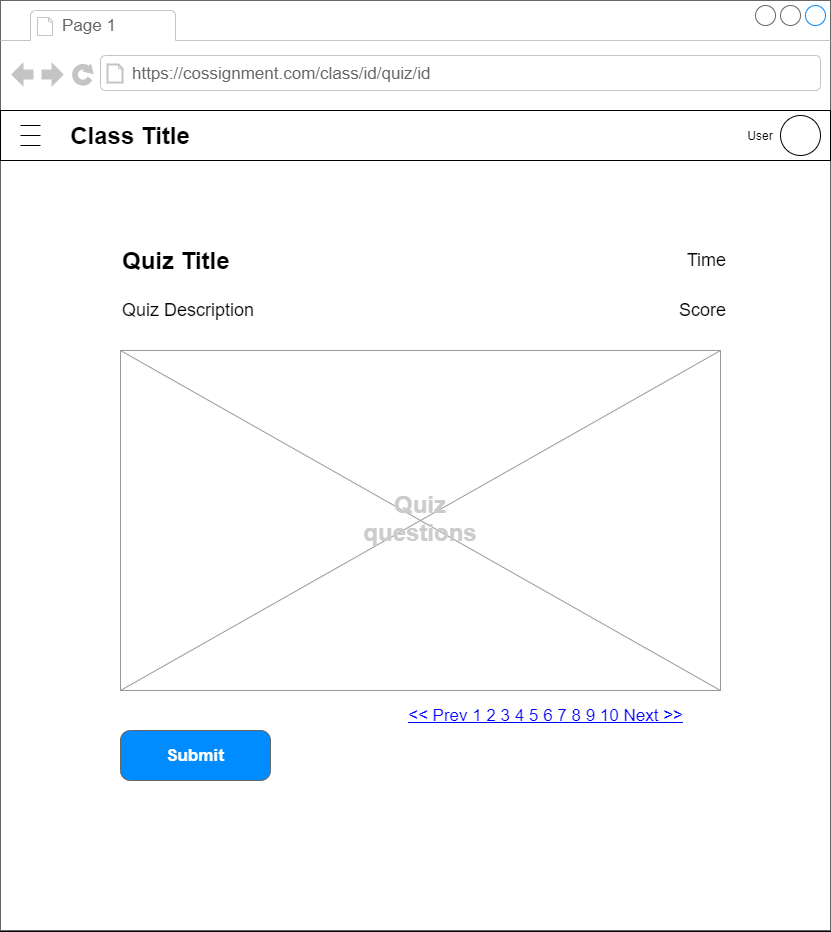 Page 1
https://cossignment.com/class/id/quiz/id
Class Title
User
Quiz Title
Time
Quiz Description
Score
Quiz
questions
<< Prev 1 2 3 4 5 6 7 8 9 10 Next >>
Submit